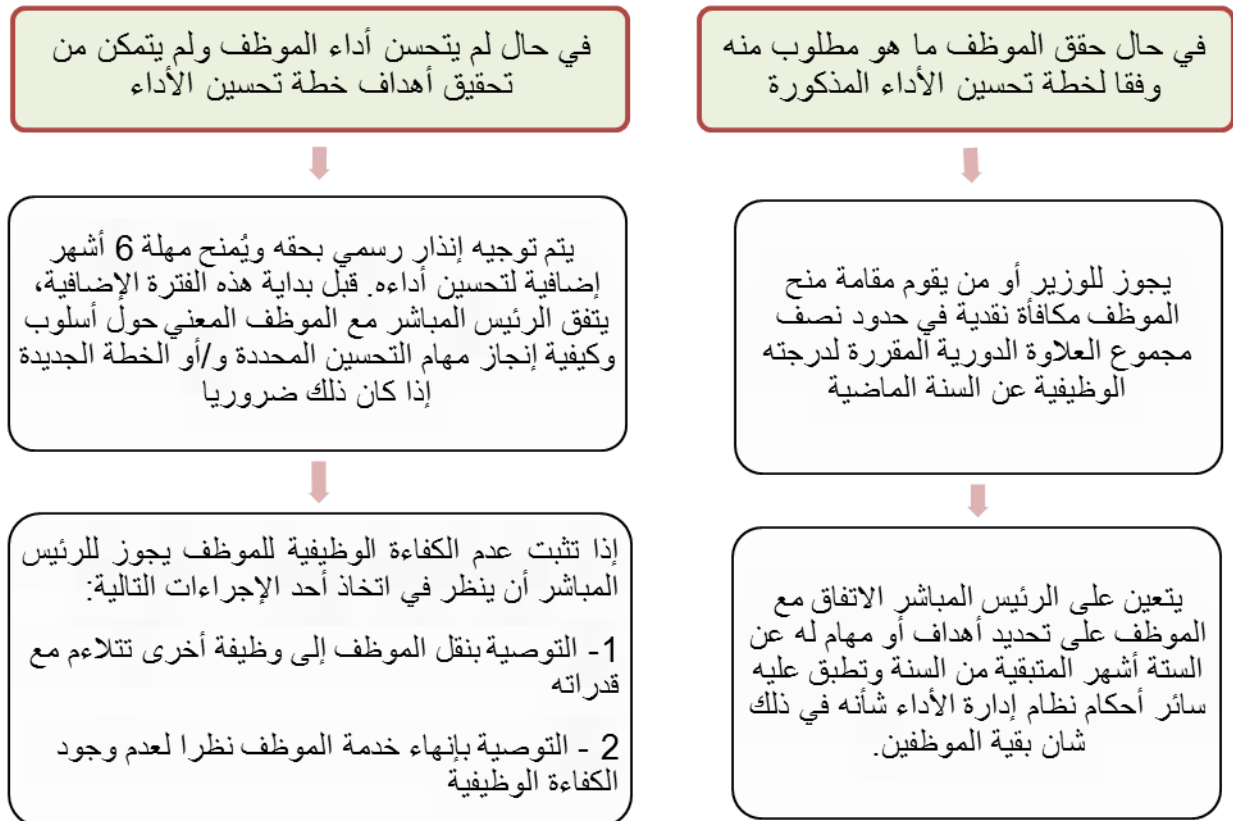 في حال حقق الموظف ما هو مطلوب منه
وفقا لخطة تحسين الأداء المذكورة
يجوز للوزير أو من يقوم مقامة منح
الموظف مكافأة نقدية في حدود نصف
مجموع العلاوة الدورية المقررة لدرجته
الوظيفية عن السنة الماضية
يتعين على الرئيس المباشر الاتفاق مع
الموظف على تحديد أهداف أو مهام له عن
الستة أشهر المتبقية من السنة وتطبق عليه
سائر أحكام نظام إدارة الأداء شأنه في ذلك
شان بقية الموظفين.
في حال لم يتحسن أداء الموظف ولم يتمكن من
تحقيق أهداف خطة تحسين الأداء
يتم توجيه إنذار رسمي بحقه ويُمنح مهلة 6 أشهر
إضافية لتحسين أداءه. قبل بداية هذه الفترة الإضافية،
يتفق الرئيس المباشر مع الموظف المعني حول أسلوب
وكيفية إنجاز مهام التحسين المحددة و/أو الخطة الجديدة
إذا كان ذلك ضروريا
إذا تثبت عدم الكفاءة الوظيفية للموظف يجوز للرئيس
المباشر أن ينظر في اتخاذ أحد الإجراءات التالية:
1- التوصية بنقل الموظف إلى وظيفة أخرى تتلاءم مع
قدراته
2 - التوصية بإنهاء خدمة الموظف نظرا لعدم وجود
الكفاءة الوظيفية